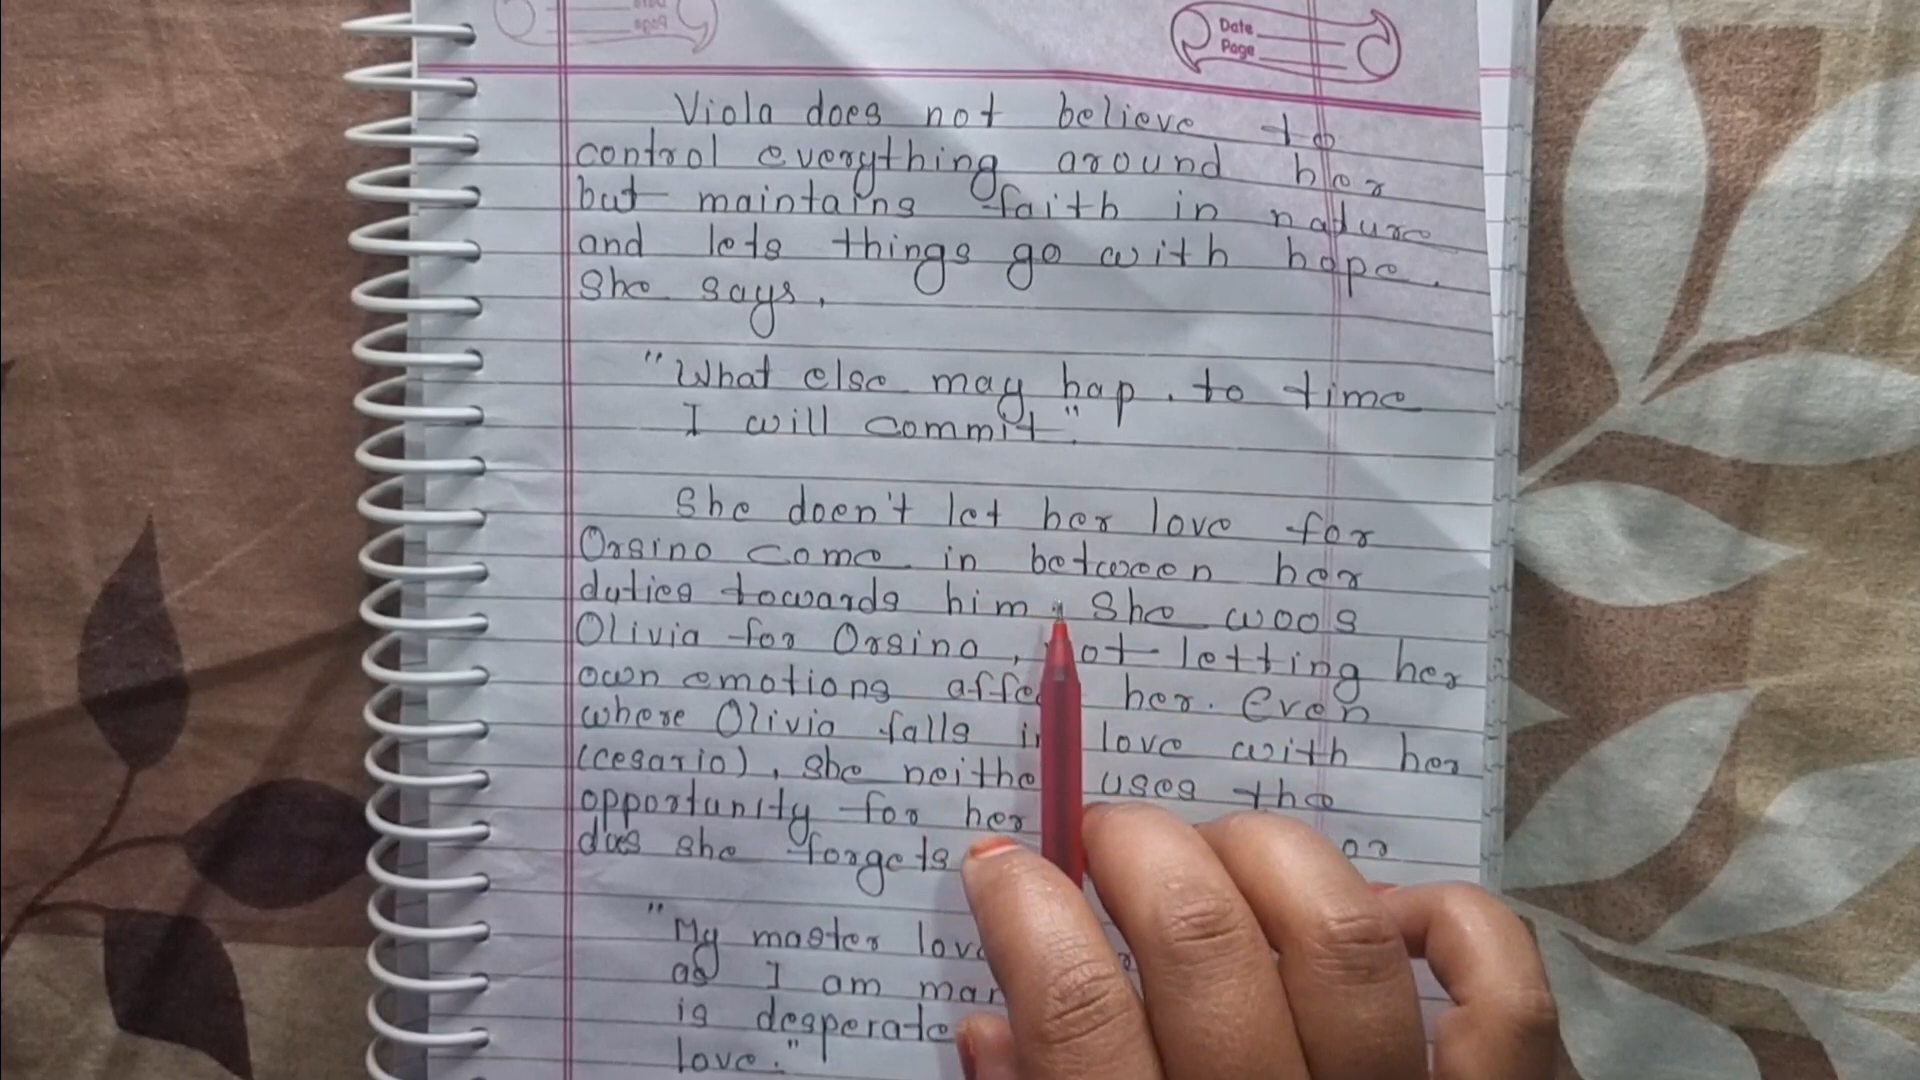 Date
Page
Viola does not believe to
control everything around her
but maintains faith in nature
and lets things go with hope.
She says,
"What else may hap, to time
I will commit."
She doen't let her love for
Orsino come in between her
duties towards him. She woos
Olivia for Orsino, not letting her
own emotions her. Even
where Olivia falls in love with her
(cesario), she uses the
opportunity for her
does she forgets
"My master
as I am
is desperate
love."